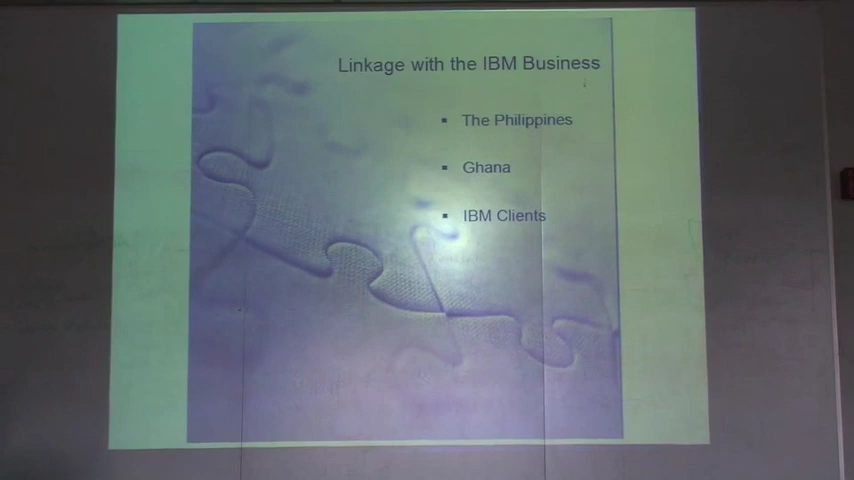 Linkage with the IBM Business
▪ The Philippines
▪ Ghana
▪ IBM Clients